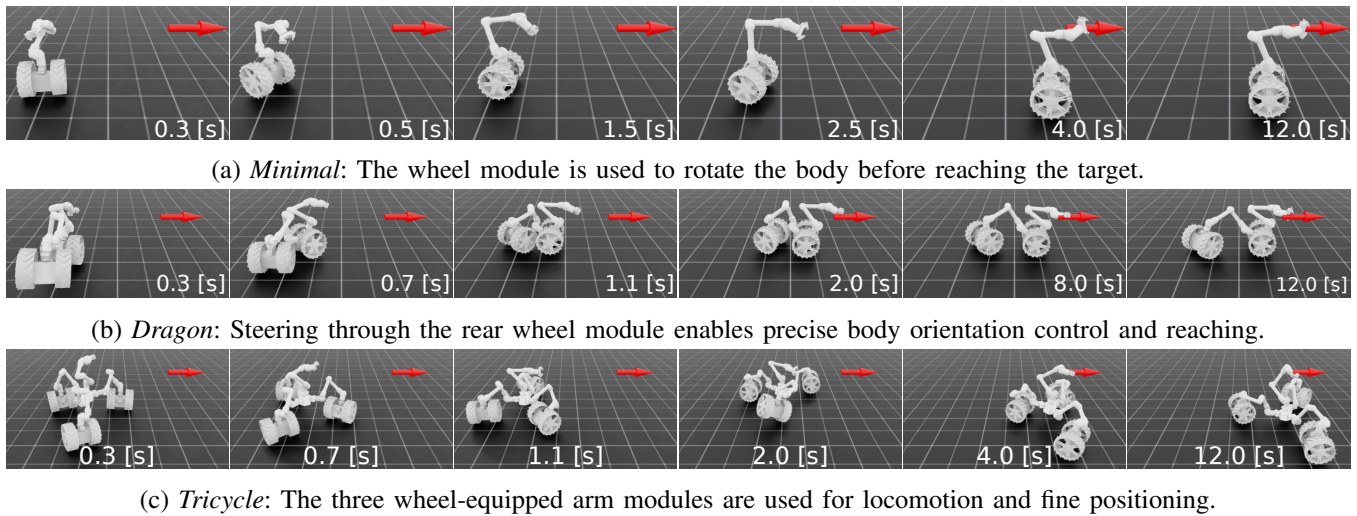 0.3 [s] 0.5 [s] 1.5 [s] 2.5 [s] 4.0 [s] 12.0 [s]
(a) Minimal: The wheel module is used to rotate the body before reaching the target.
0.3 [s] 0.7 [s] 1.1 [s] 2.0 [s] 8.0 [s] 12.0 [s]
(b) Dragon: Steering through the rear wheel module enables precise body orientation control and reaching.
0.3 [s] 0.7 [s] 1.1 [s] 2.0 [s] 4.0 [s] 12.0 [s]
(c) Tricycle: The three wheel-equipped arm modules are used for locomotion and fine positioning.